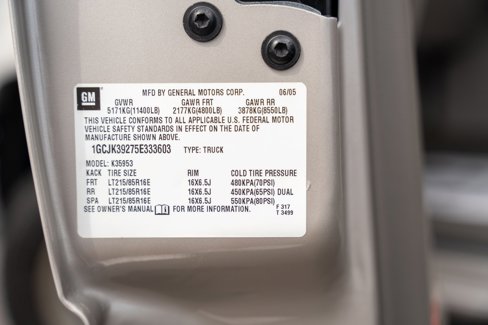 GM
MFD BY GENERAL MOTORS CORP. 06/05
GVWR GAWR FRT GAWR RR
5171KG(11400LB) 2177KG(4800LB) 3878KG(8550LB)
THIS VEHICLE CONFORMS TO ALL APPLICABLE U.S. FEDERAL MOTOR
VEHICLE SAFETY STANDARDS IN EFFECT ON THE DATE OF
MANUFACTURE SHOWN ABOVE.
1GCJK39275E333603 TYPE: TRUCK
MODEL: K35953
KACK TIRE SIZE RIM COLD TIRE PRESSURE
FRT LT215/85R16E 16X6.5J 480KPA(70PSI)
RR LT215/85R16E 16X6.5J 450KPA(65PSI) DUAL
SPA LT215/85R16E 16X6.5J 550KPA(80PSI)
SEE OWNER'S MANUAL FOR MORE INFORMATION. F 317
T 3499